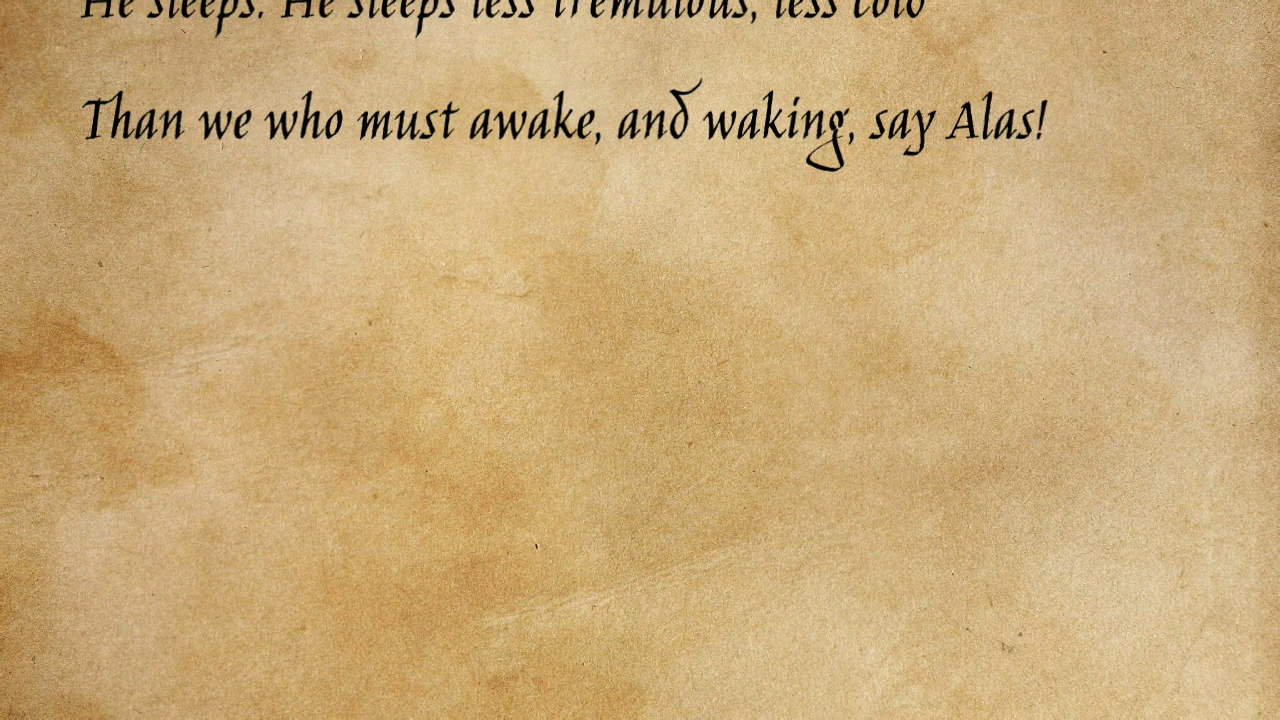 He sleeps. He sleeps less tremulous, less cold
Than we who must awake, and waking, say Alas!